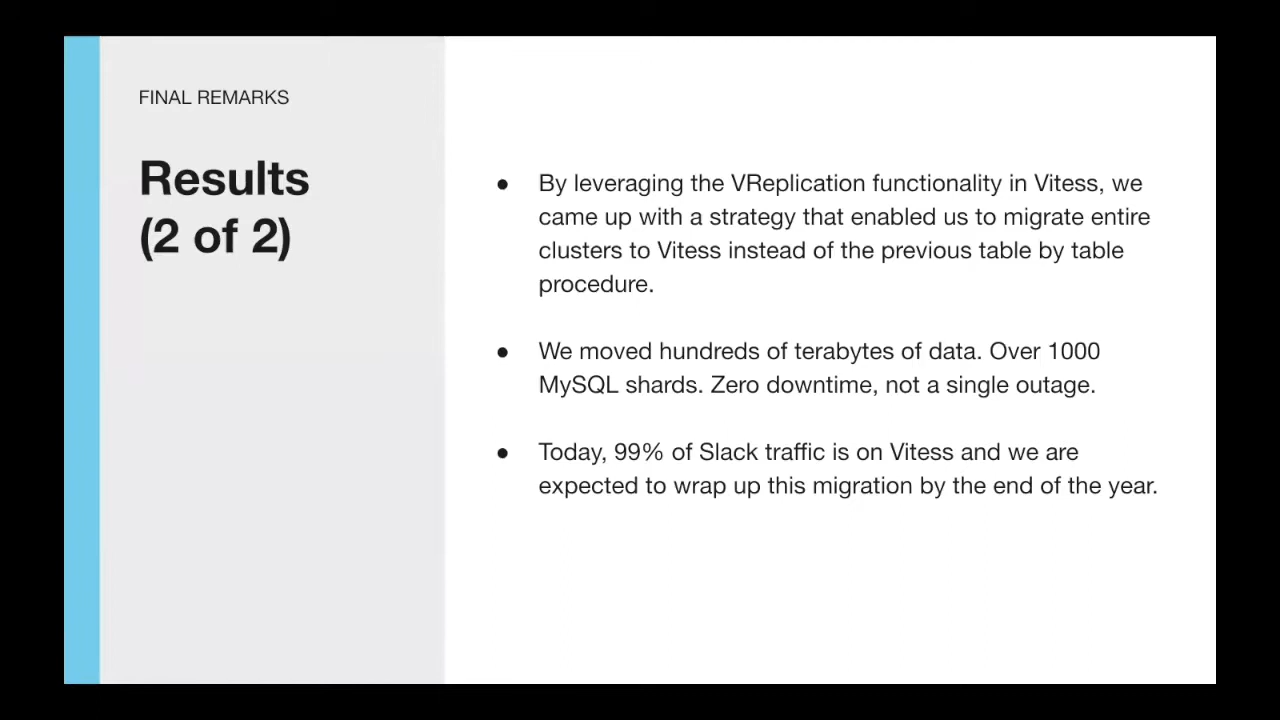 FINAL REMARKS
Results
(2 of 2)
● By leveraging the VReplication functionality in Vitess, we
came up with a strategy that enabled us to migrate entire
clusters to Vitess instead of the previous table by table
procedure.
● We moved hundreds of terabytes of data. Over 1000
MySQL shards. Zero downtime, not a single outage.
● Today, 99% of Slack traffic is on Vitess and we are
expected to wrap up this migration by the end of the year.